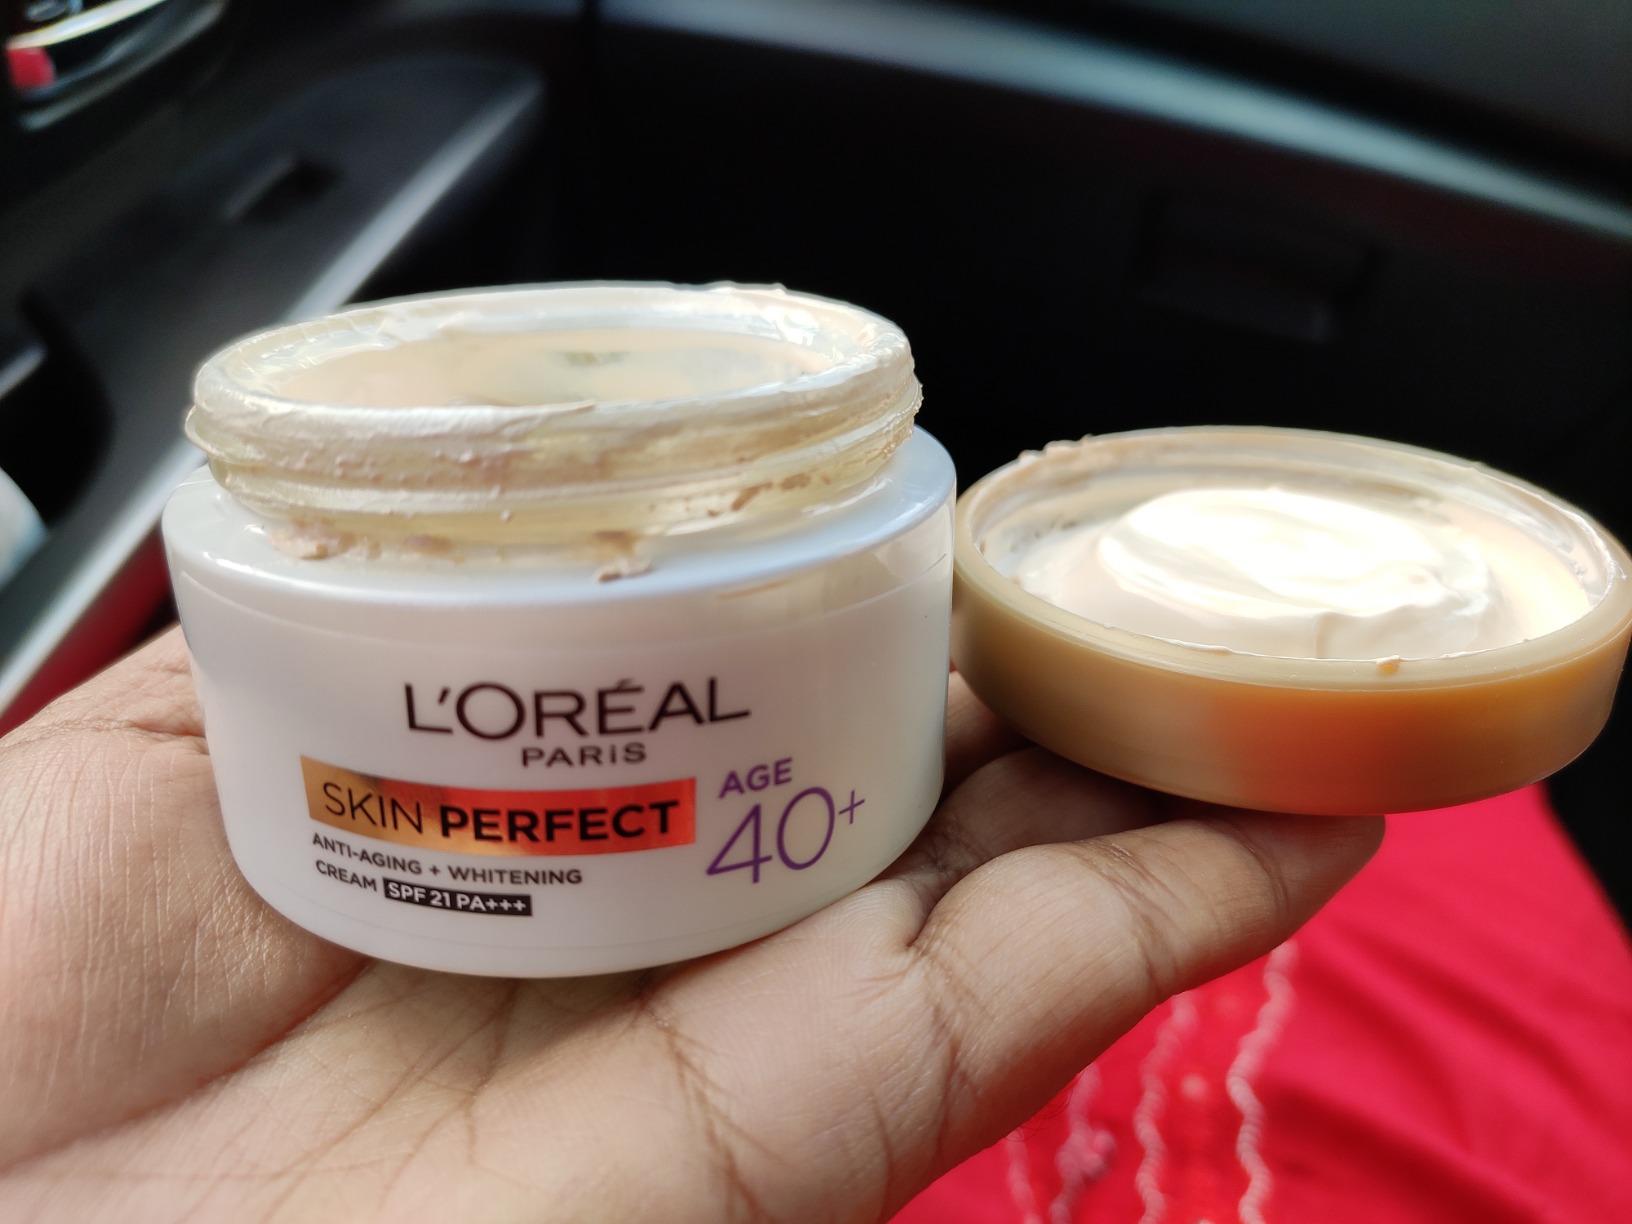 L'ORÉAL
PARIS
SKIN PERFECT
AGE
40+
ANTI-AGING + WHITENING
CREAM SPF 21 PA+++